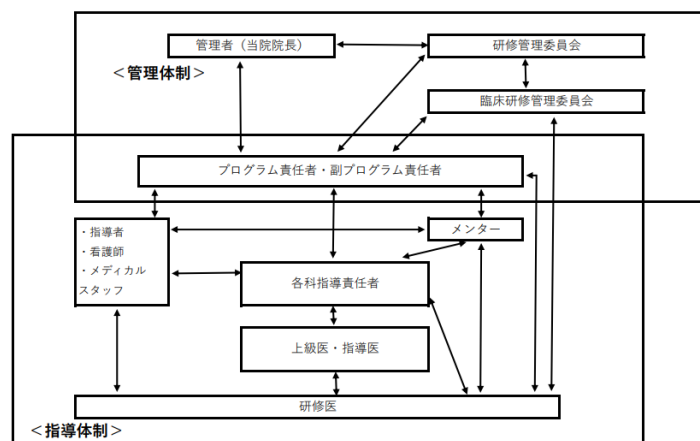 管理者（当院院長）
研修管理委員会
＜管理体制＞
臨床研修管理委員会
プログラム責任者・副プログラム責任者
・指導者
・看護師
・メディカル
スタッフ
メンター
各科指導責任者
上級医・指導医
研修医
＜指導体制＞